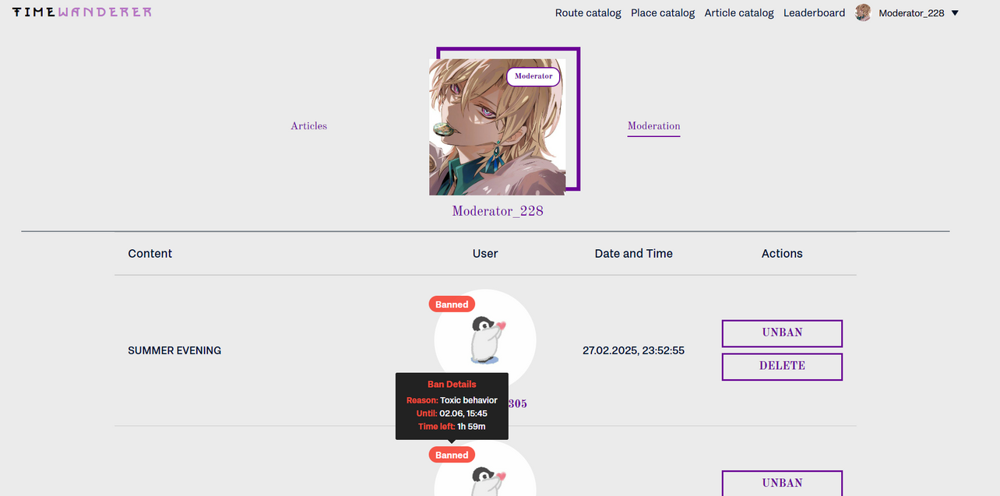 TIMEWANDERER
Route catalog Place catalog Article catalog Leaderboard Moderator_228
Moderator
Articles
Moderation
Moderator_228
Content User Date and Time Actions
Banned
SUMMER EVENING
27.02.2025, 23:52:55
UNBAN
DELETE
305
Ban Details
Reason: Toxic behavior
Until: 02.06, 15:45
Time left: 1h 59m
Banned
UNBAN